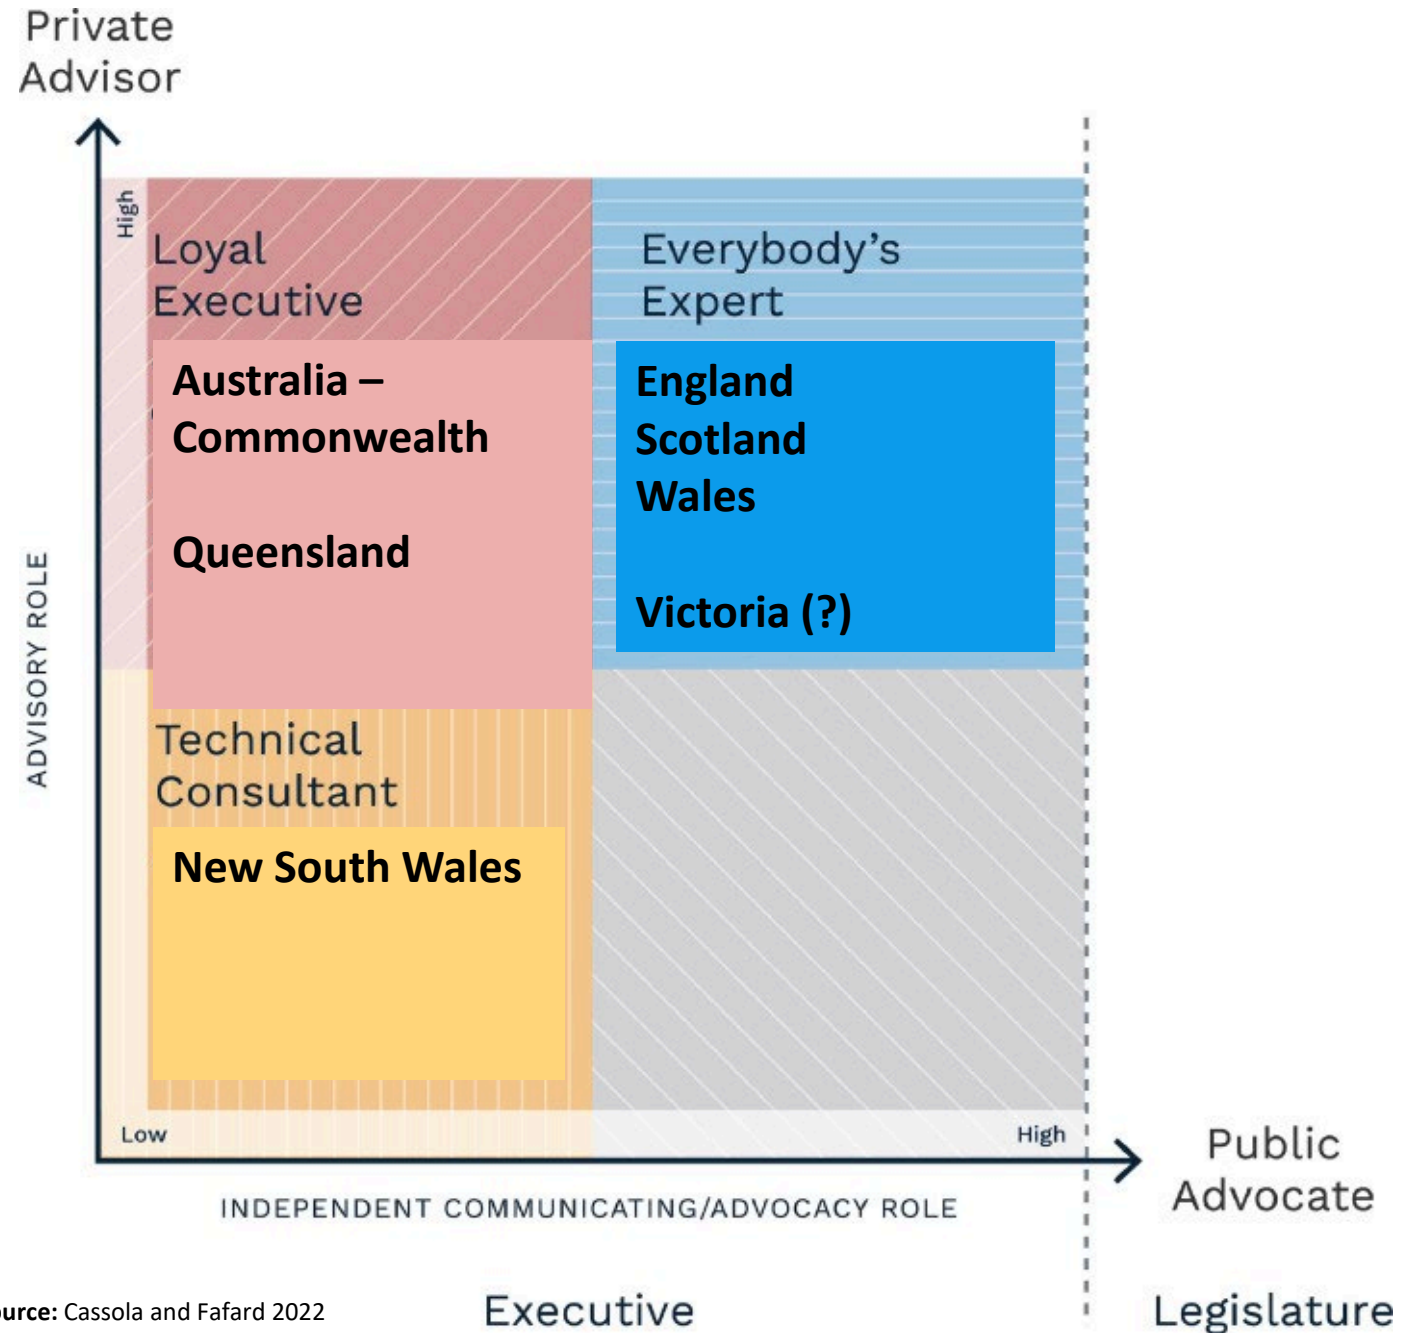 Private
Advisor
High
Loyal
Executive
Everybody’s
Expert
Australia –
Commonwealth
Queensland
England
Scotland
Wales
Victoria (?)
ADVISORY ROLE
Technical
Consultant
New South Wales
Low
High
Public
Advocate
INDEPENDENT COMMUNICATING/ADVOCACY ROLE
ource: Cassola and Fafard 2022
Executive
Legislature